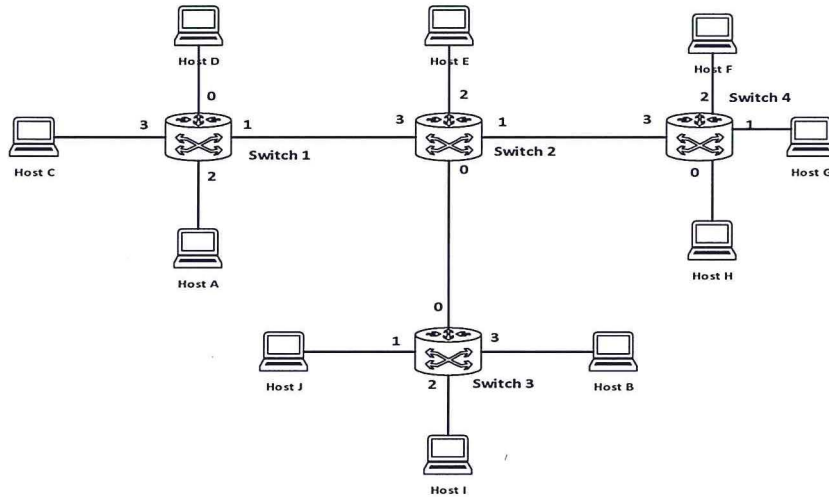 Host D
Host E
Host F
0
2
2
Switch 4
3
1
3
1
3
1
Host C
Switch 1
Switch 2
Host G
2
0
0
Host A
Host H
0
1
3
Host J
2
Switch 3
Host B
Host I